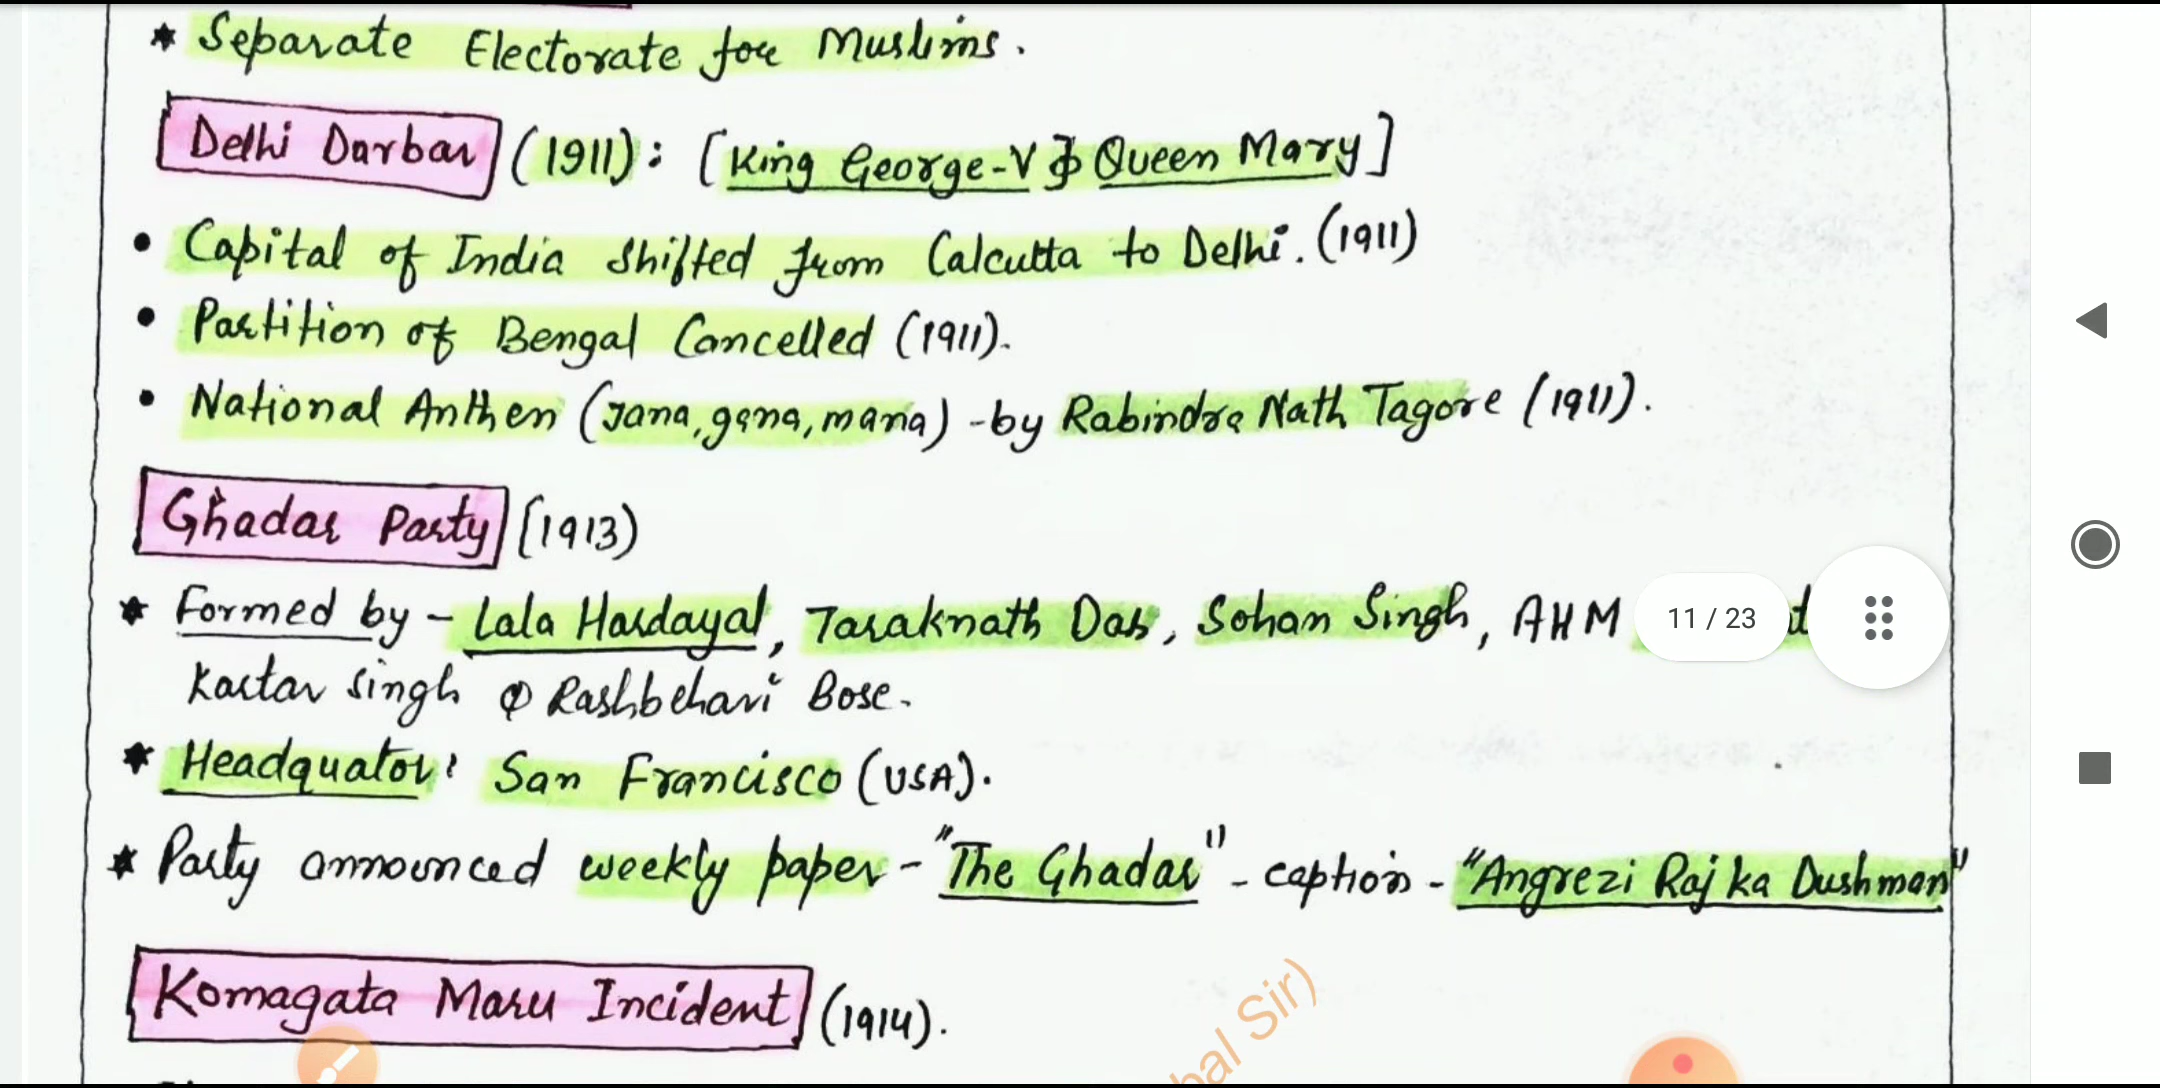 * Separate Electorate for Muslims.
Delhi Darbar (1911): [King George-V & Queen Mary]
• Capital of India Shifted from Calcutta to Delhi. (1911)
• Partition of Bengal Cancelled (1911).
• National Anthen (Jana, gana, mana) - by Rabindra Nath Tagore (1911).
Ghadar Party (1913)
* Formed by - Lala Hardayal, Taraknath Das, Sohan Singh, AHM
11 / 23
Kartar Singh & Rashbehari Bose.
* Headquator: San Francisco (USA).
* Party announced weekly paper - "The Ghadar" - caption - "Angrezi Raj ka Dushman"
Komagata Maru Incident (1914).
bal Sir)